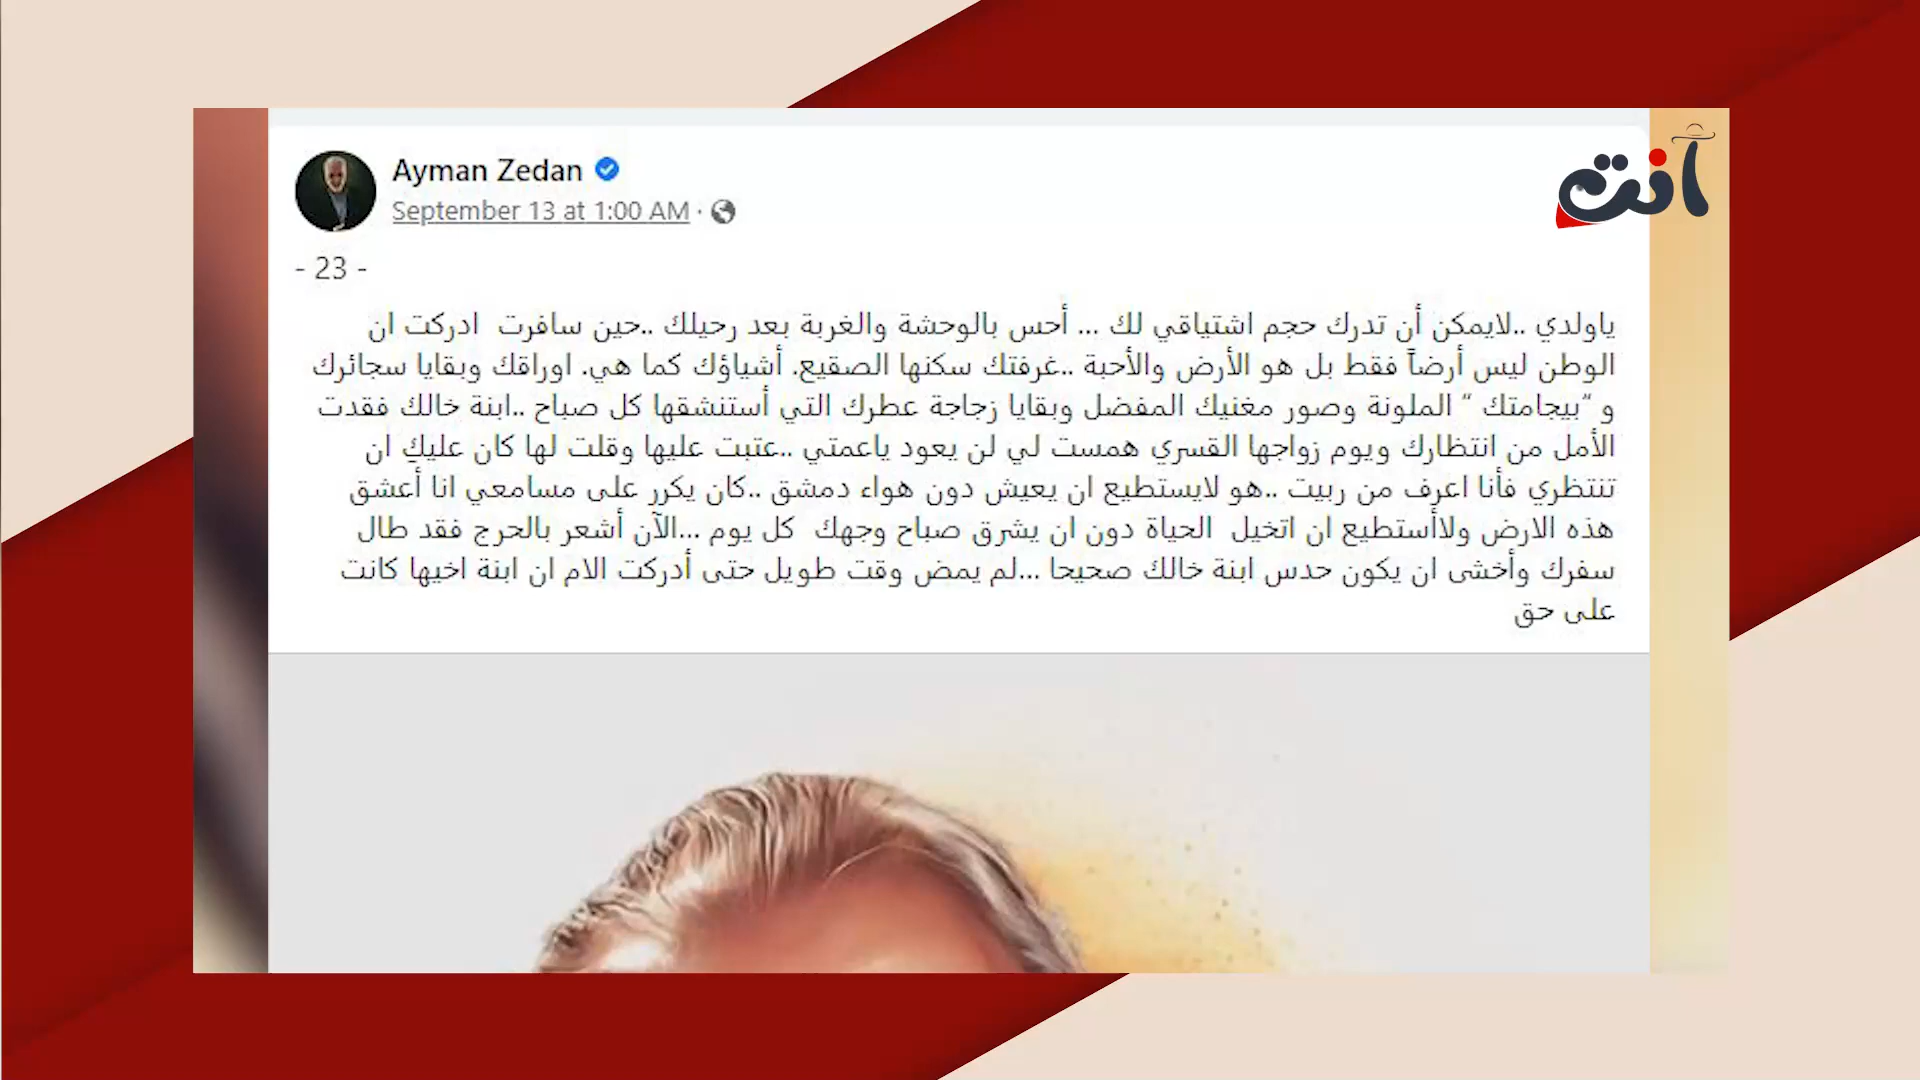 Ayman Zedan
September 13 at 1:00 AM ·
- 23 -
ياولدي ..لايمكن أن تدرك حجم اشتياقي لك ... أحس بالوحشة والغربة بعد رحيلك ..حين سافرت ادركت ان
الوطن ليس أرضاً فقط بل هو الأرض والأحبة ..غرفتك سكنها الصقيع. أشياؤك كما هي. اوراقك وبقايا سجائرك
و “بيجامتك “ الملونة وصور مغنيك المفضل وبقايا زجاجة عطرك التي أستنشقها كل صباح ..ابنة خالك فقدت
الأمل من انتظارك ويوم زواجها القسري همست لي لن يعود ياعمتي ..عتبت عليها وقلت لها كان عليكِ ان
تنتظري فأنا اعرف من ربيت ..هو لايستطيع ان يعيش دون هواء دمشق ..كان يكرر على مسامعي انا أعشق
هذه الارض ولاأستطيع ان اتخيل الحياة دون ان يشرق صباح وجهك كل يوم ...الآن أشعر بالحرج فقد طال
سفرك وأخشى ان يكون حدس ابنة خالك صحيحا ...لم يمض وقت طويل حتى أدركت الام ان ابنة اخيها كانت
على حق
آنت